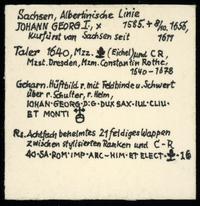 Sachsen, Albertinische Linie
JOHANN GEORG I., * 1585, + 8/10.1656,
Kurfürst von Sachsen seit 1611
Taler 1640, Mzz. (Eichel) und CR,
Mzst. Dresden, Mzm. Constantin Rothe,
1640-1678
Geharn. Hüftbild r. mit Feldbinde u. Schwert
über r. Schulter, r. Helm,
JOHAN·GEORG·D:G·DUX SAX·IUL·CLIU·
ET MONTI
Rs. Achtfach behelmtes 21 feldiges Wappen
zwischen stylisierten Ranken und C-R
40·SA·ROM·IMP·ARC·HIM·ET ELECT·16